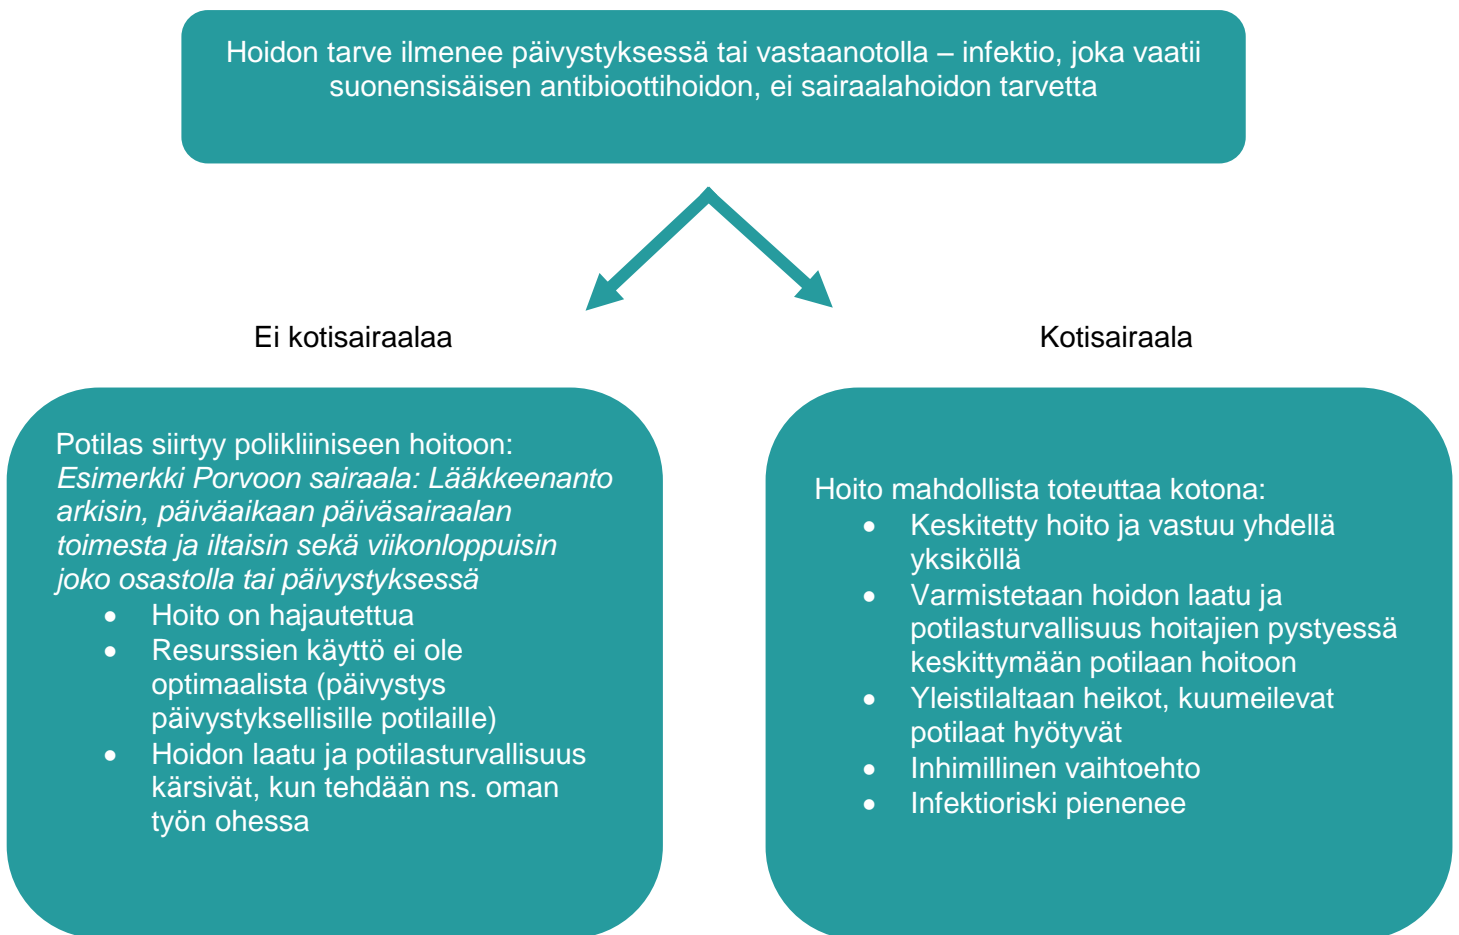 Hoidon tarve ilmenee päivystyksessä tai vastaanotolla – infektio, joka vaatii
suonensisäisen antibioottihoidon, ei sairaalahoidon tarvetta
Ei kotisairaalaa
Potilas siirtyy polikliiniseen hoitoon:
Esimerkki Porvoon sairaala: Lääkkeenanto
arkisin, päiväaikaan päiväsairaalan
toimesta ja iltaisin sekä viikonloppuisin
joko osastolla tai päivystyksessä
• Hoito on hajautettua
• Resurssien käyttö ei ole
optimaalista (päivystys
päivystyksellisille potilaille)
• Hoidon laatu ja potilasturvallisuus
kärsivät, kun tehdään ns. oman
työn ohessa
Kotisairaala
Hoito mahdollista toteuttaa kotona:
• Keskitetty hoito ja vastuu yhdellä
yksiköllä
• Varmistetaan hoidon laatu ja
potilasturvallisuus hoitajien pystyessä
keskittymään potilaan hoitoon
• Yleistilaltaan heikot, kuumeilevat
potilaat hyötyvät
• Inhimillinen vaihtoehto
• Infektioriski pienenee